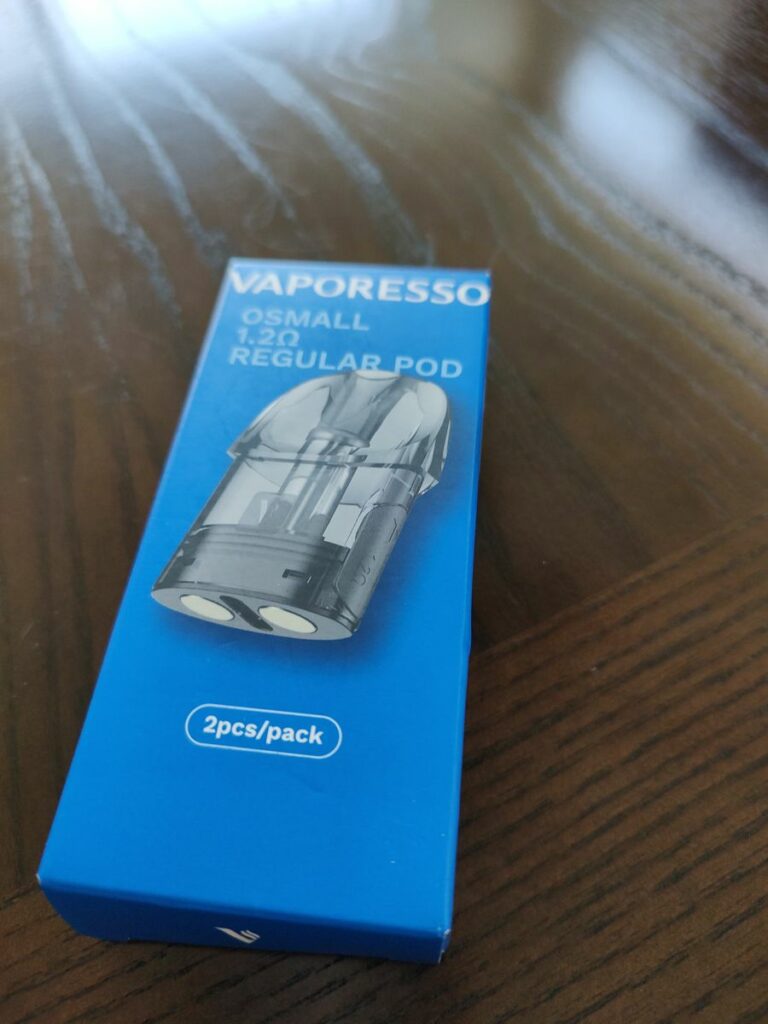 VAPORESSO
OSMALL
1.2Ω
REGULAR POD
2pcs/pack